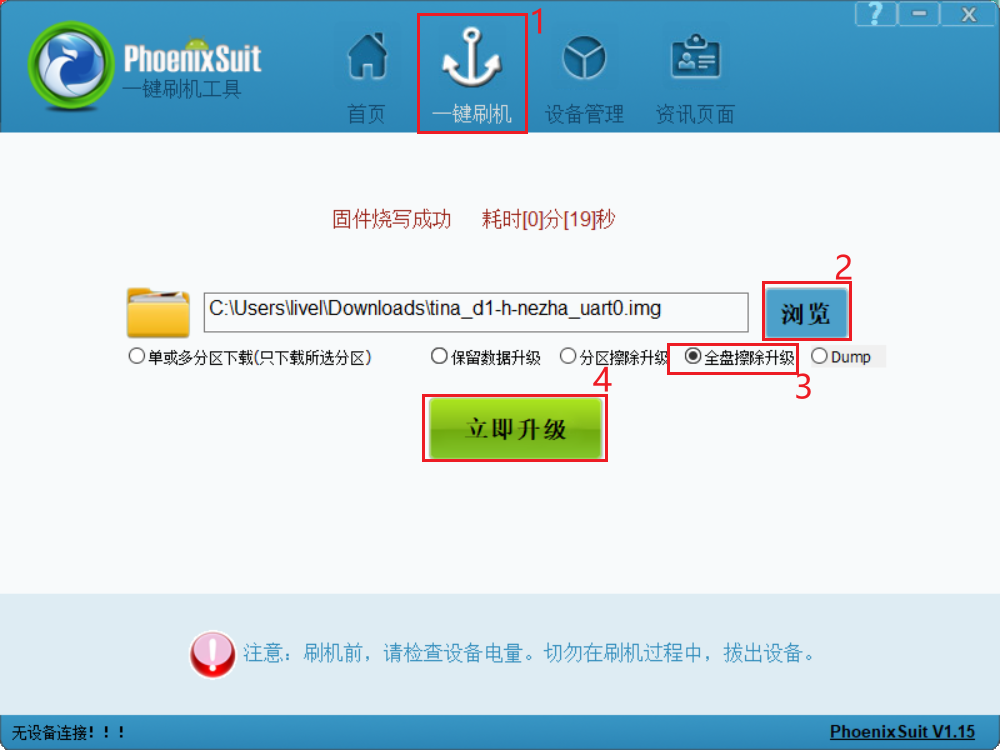 ? — X
1
PhoenixSuit
一键刷机工具
首页
一键刷机
设备管理
资讯页面
固件烧写成功 耗时[0]分[19]秒
2
C:\Users\livel\Downloads\tina_d1-h-nezha_uart0.img
浏览
单或多分区下载(只下载所选分区)
保留数据升级
分区擦除升级
全盘擦除升级
Dump
3
4
立即升级
注意：刷机前，请检查设备电量。切勿在刷机过程中，拔出设备。
无设备连接！！！
PhoenixSuit V1.15